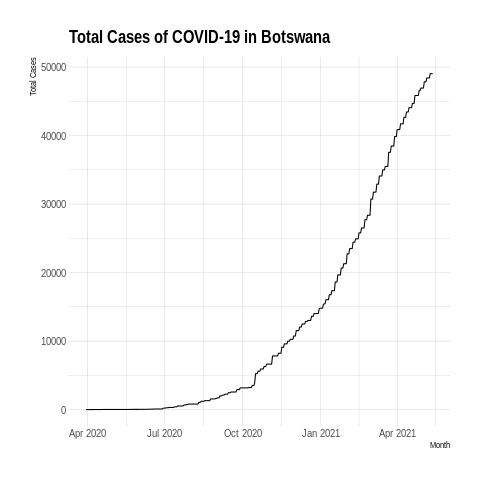 Total Cases of COVID-19 in Botswana
Total Cases
50000
40000
30000
20000
10000
0
Apr 2020 Jul 2020 Oct 2020 Jan 2021 Apr 2021
Month